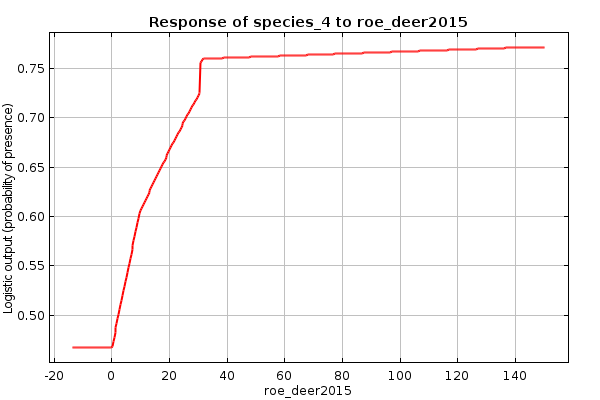 Response of species_4 to roe_deer2015
Logistic output (probability of presence)
0.75
0.70
0.65
0.60
0.55
0.50
-20 0 20 40 60 80 100 120 140
roe_deer2015